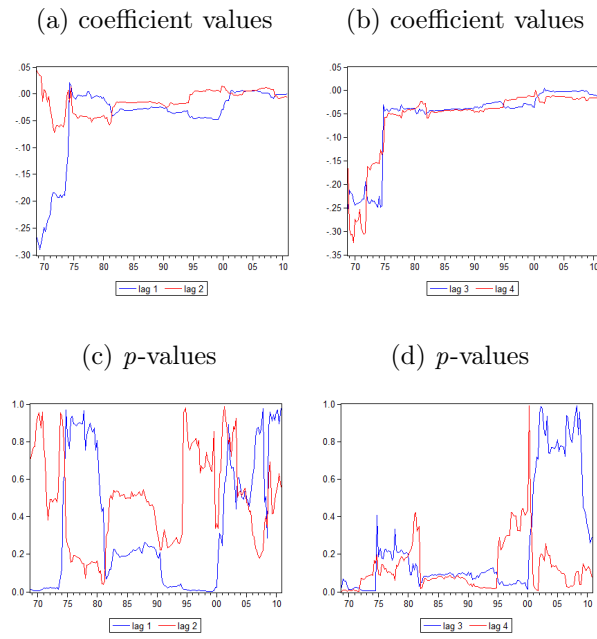 (a) coefficient values
(b) coefficient values
.05
.00
-.05
-.10
-.15
-.20
-.25
-.30
70 75 80 85 90 95 00 05 10
lag 1 lag 2
.05
.00
-.05
-.10
-.15
-.20
-.25
-.30
.35
70 75 80 85 90 95 00 05 10
lag 3 lag 4
(c) p-values
(d) p-values
1.0
0.8
0.6
0.4
0.2
0.0
70 75 80 85 90 95 00 05 10
lag 1 lag 2
1.0
0.8
0.6
0.4
0.2
0.0
70 75 80 85 90 95 00 05 10
lag 3 lag 4